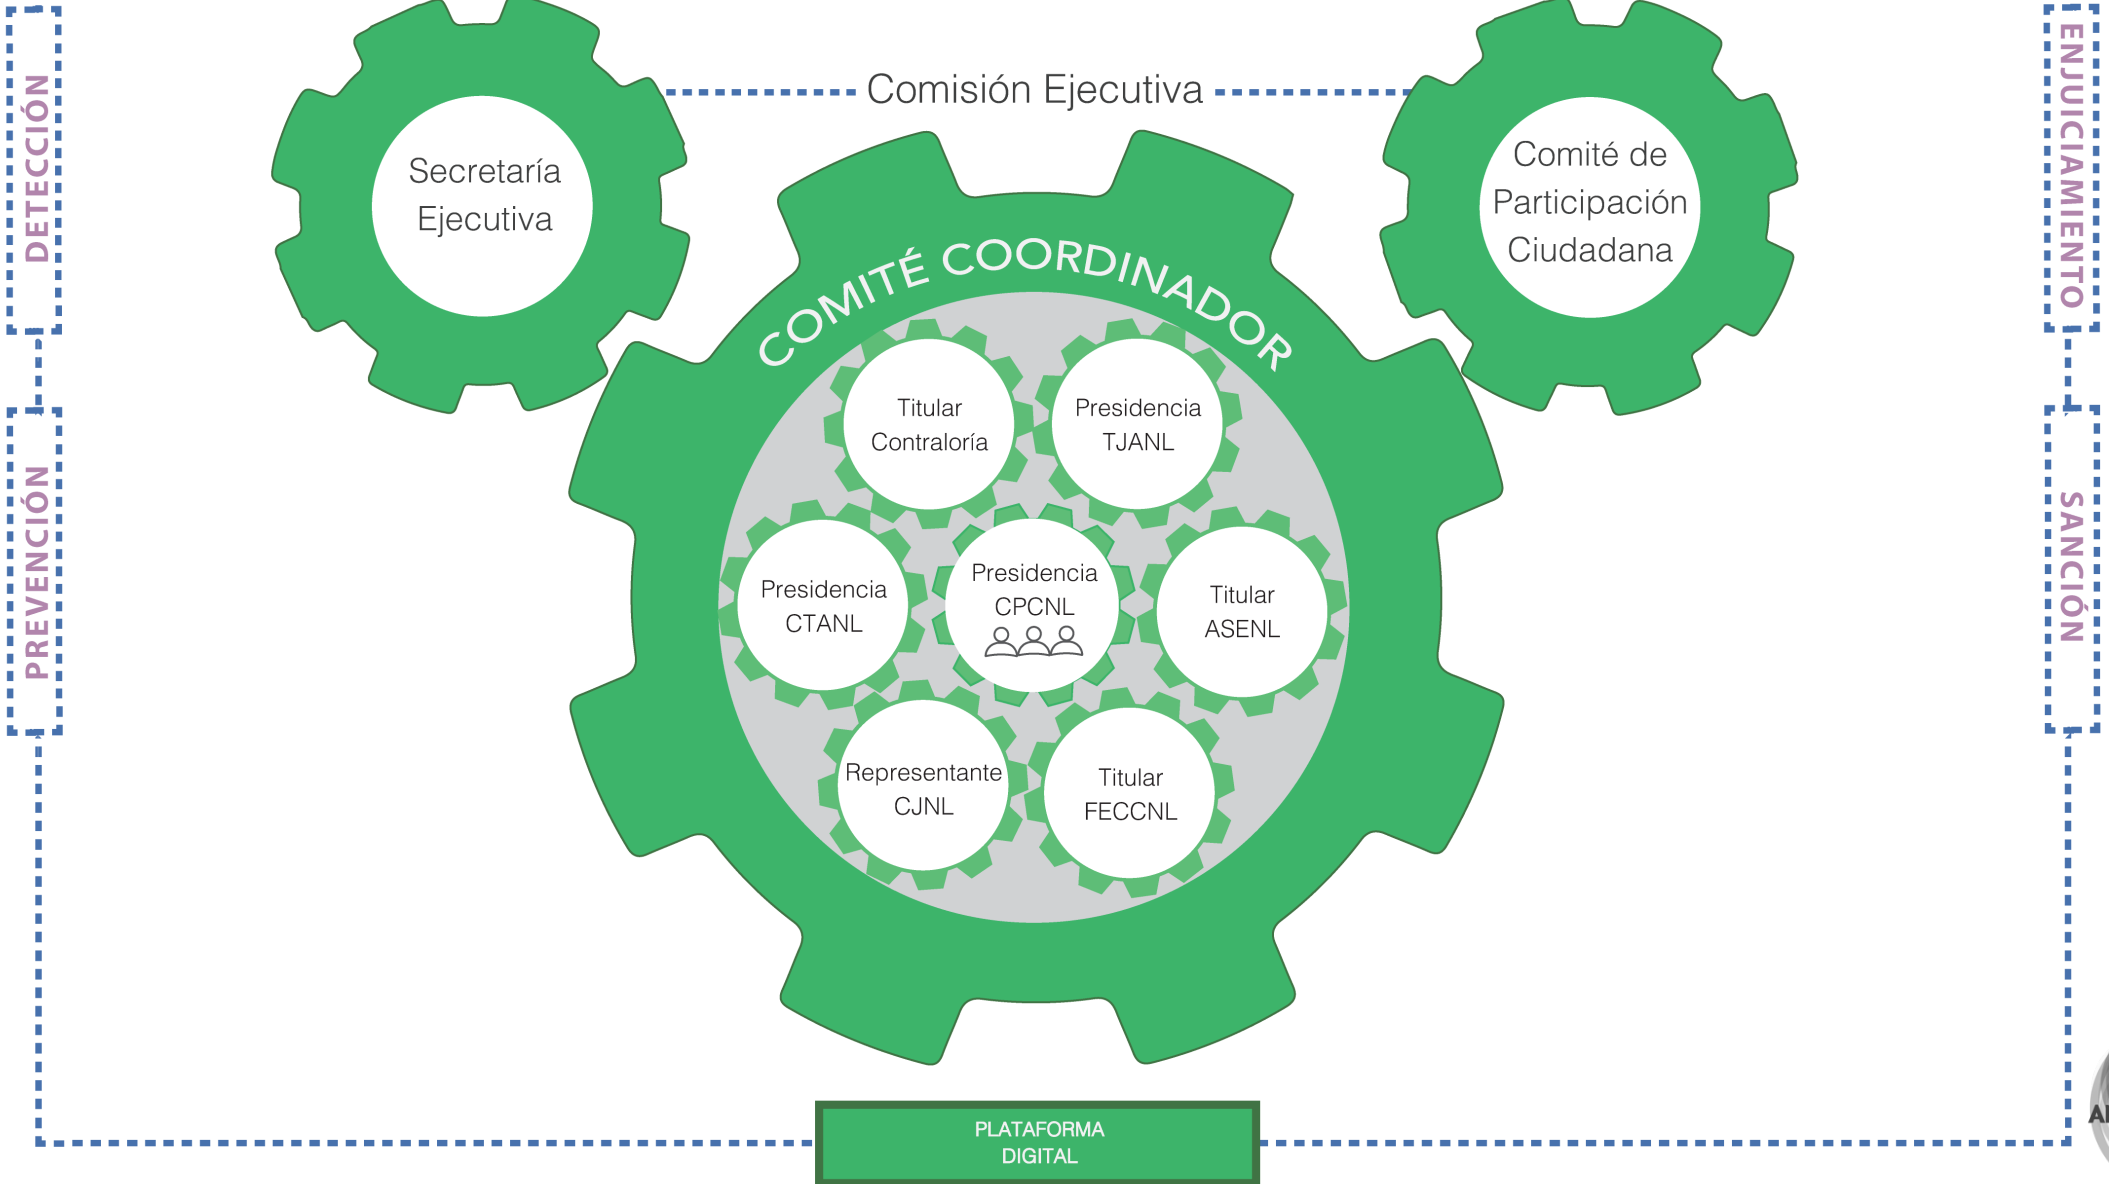 DETECCIÓN
PREVENCIÓN
Secretaría
Ejecutiva
Comisión Ejecutiva
Comité de
Participación
Ciudadana
COMITÉ COORDINADOR
Titular
Contraloría
Presidencia
TJANL
Presidencia
CTANL
Presidencia
CPCNL
Titular
ASENL
Representante
CJNL
Titular
FECCNL
ENJUICIAMIENTO
SANCIÓN
PLATAFORMA
DIGITAL